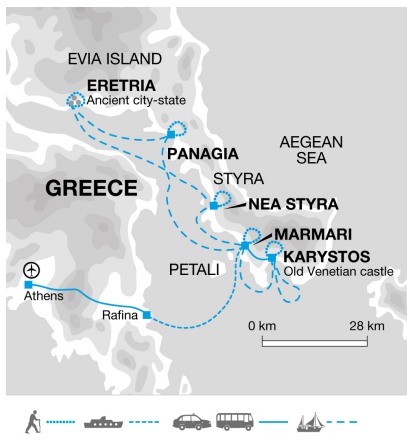 EVIA ISLAND
ERETRIA
Ancient city-state
AEGEAN
SEA
PANAGIA
STYRA
GREECE
NEA STYRA
MARMARI
KARYSTOS
Old Venetian castle
PETALI
Athens
Rafina
0 km
28 km